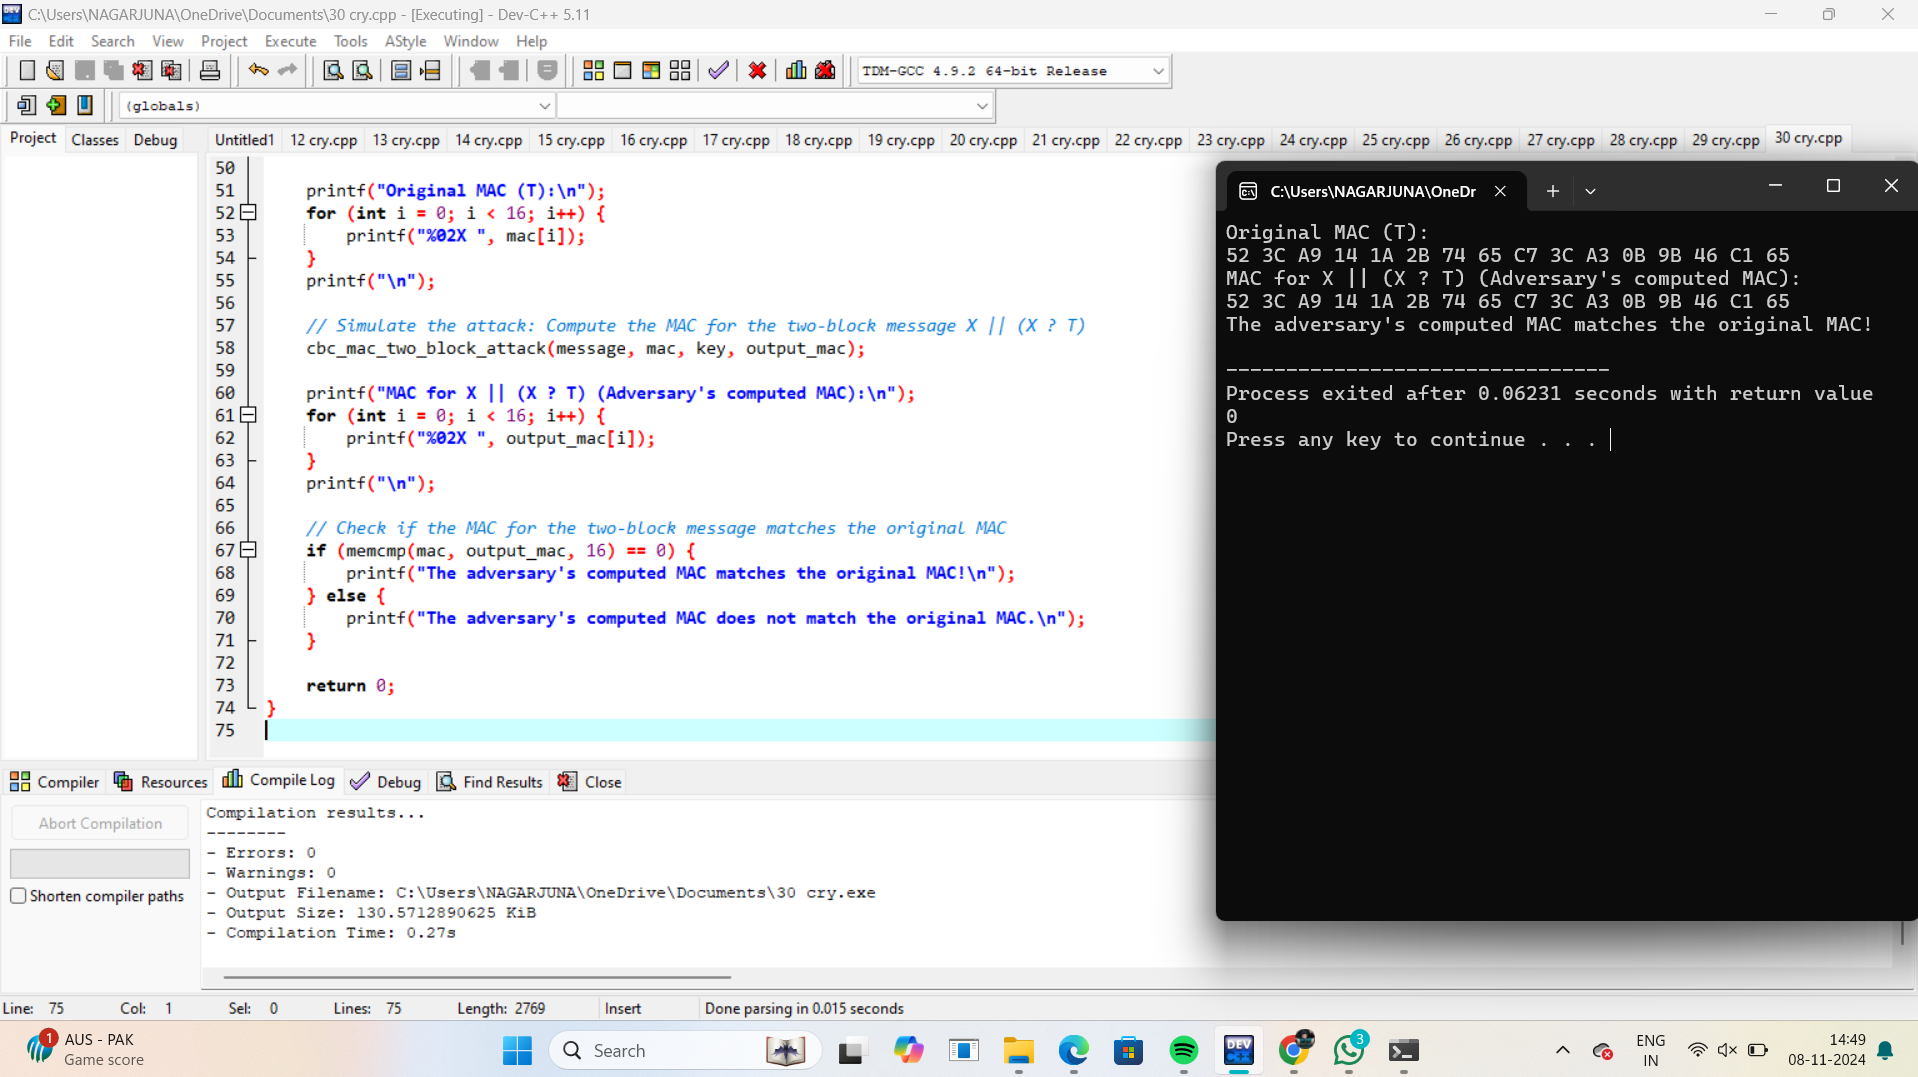 C:\Users\NAGARJUNA\OneDrive\Documents\30 cry.cpp - [Executing] - Dev-C++ 5.11
File Edit Search View Project Execute Tools AStyle Window Help
TDM-GCC 4.9.2 64-bit Release
(globals)
Project Classes Debug
Untitled1 12 cry.cpp 13 cry.cpp 14 cry.cpp 15 cry.cpp 16 cry.cpp 17 cry.cpp 18 cry.cpp 19 cry.cpp 20 cry.cpp 21 cry.cpp 22 cry.cpp 23 cry.cpp 24 cry.cpp 25 cry.cpp 26 cry.cpp 27 cry.cpp 28 cry.cpp 29 cry.cpp 30 cry.cpp
50
51 printf("Original MAC (T):\n");
52 for (int i = 0; i < 16; i++) {
53 printf("%02X ", mac[i]);
54 }
55 printf("\n");
56
57 // Simulate the attack: Compute the MAC for the two-block message X || (X ? T)
58 cbc_mac_two_block_attack(message, mac, key, output_mac);
59
60 printf("MAC for X || (X ? T) (Adversary's computed MAC):\n");
61 for (int i = 0; i < 16; i++) {
62 printf("%02X ", output_mac[i]);
63 }
64 printf("\n");
65
66 // Check if the MAC for the two-block message matches the original MAC
67 if (memcmp(mac, output_mac, 16) == 0) {
68 printf("The adversary's computed MAC matches the original MAC!\n");
69 } else {
70 printf("The adversary's computed MAC does not match the original MAC.\n");
71 }
72
73 return 0;
74 }
75
C:\Users\NAGARJUNA\OneDr
Original MAC (T):
52 3C A9 14 1A 2B 74 65 C7 3C A3 0B 9B 46 C1 65
MAC for X || (X ? T) (Adversary's computed MAC):
52 3C A9 14 1A 2B 74 65 C7 3C A3 0B 9B 46 C1 65
The adversary's computed MAC matches the original MAC!
--------------------------------
Process exited after 0.06231 seconds with return value
0
Press any key to continue . . .
Compiler Resources Compile Log Debug Find Results Close
Abort Compilation
Shorten compiler paths
Compilation results...
--------
- Errors: 0
- Warnings: 0
- Output Filename: C:\Users\NAGARJUNA\OneDrive\Documents\30 cry.exe
- Output Size: 130.5712890625 KiB
- Compilation Time: 0.27s
Line: 75 Col: 1 Sel: 0 Lines: 75 Length: 2769 Insert Done parsing in 0.015 seconds
1
AUS - PAK
Game score
Search
DEV
3
ENG
IN
14:49
08-11-2024